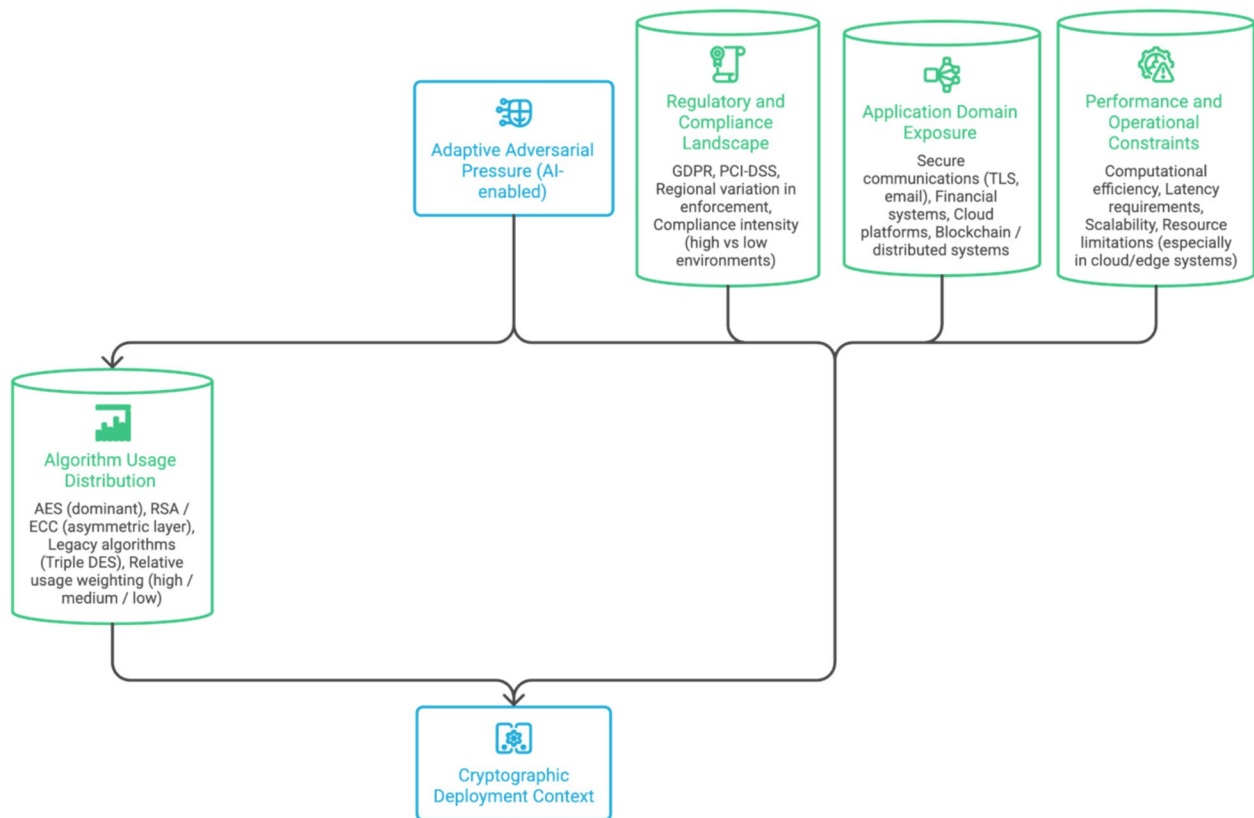 Adaptive Adversarial
Pressure (AI-
enabled)
Regulatory and
Compliance
Landscape
GDPR, PCI-DSS,
Regional variation in
enforcement,
Compliance intensity
(high vs low
environments)
Application Domain
Exposure
Secure
communications (TLS,
email), Financial
systems, Cloud
platforms, Blockchain /
distributed systems
Performance and
Operational
Constraints
Computational
efficiency, Latency
requirements,
Scalability, Resource
limitations (especially
in cloud/edge systems)
Algorithm Usage
Distribution
AES (dominant), RSA /
ECC (asymmetric layer),
Legacy algorithms
(Triple DES), Relative
usage weighting (high /
medium / low)
Cryptographic
Deployment Context